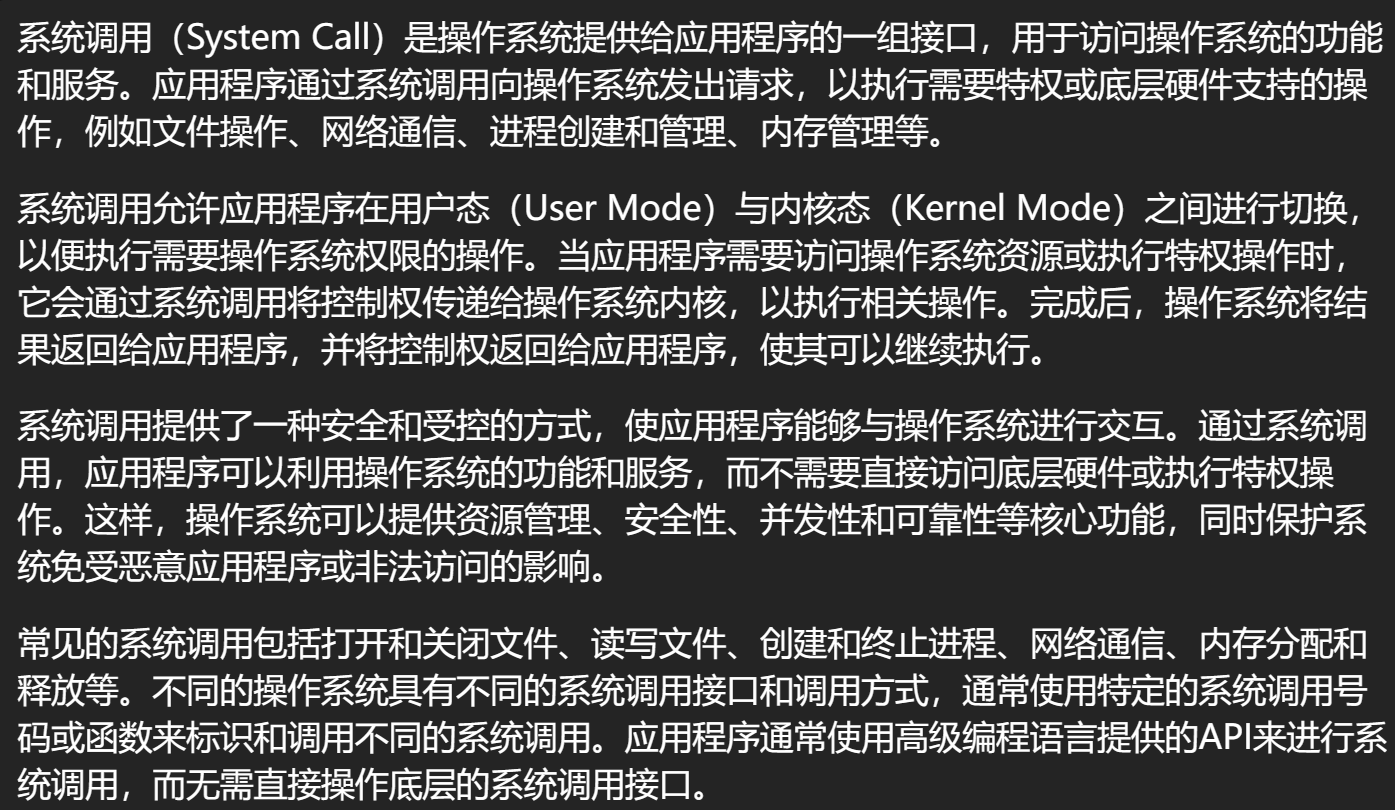 系统调用（System Call）是操作系统提供给应用程序的一组接口，用于访问操作系统的功能
和服务。应用程序通过系统调用向操作系统发出请求，以执行需要特权或底层硬件支持的操
作，例如文件操作、网络通信、进程创建和管理、内存管理等。
系统调用允许应用程序在用户态（User Mode）与内核态（Kernel Mode）之间进行切换，
以便执行需要操作系统权限的操作。当应用程序需要访问操作系统资源或执行特权操作时，
它会通过系统调用将控制权传递给操作系统内核，以执行相关操作。完成后，操作系统将结
果返回给应用程序，并将控制权返回给应用程序，使其可以继续执行。
系统调用提供了一种安全和受控的方式，使应用程序能够与操作系统进行交互。通过系统调
用，应用程序可以利用操作系统的功能和服务，而不需要直接访问底层硬件或执行特权操
作。这样，操作系统可以提供资源管理、安全性、并发性和可靠性等核心功能，同时保护系
统免受恶意应用程序或非法访问的影响。
常见的系统调用包括打开和关闭文件、读写文件、创建和终止进程、网络通信、内存分配和
释放等。不同的操作系统具有不同的系统调用接口和调用方式，通常使用特定的系统调用号
码或函数来标识和调用不同的系统调用。应用程序通常使用高级编程语言提供的API来进行系
统调用，而无需直接操作底层的系统调用接口。